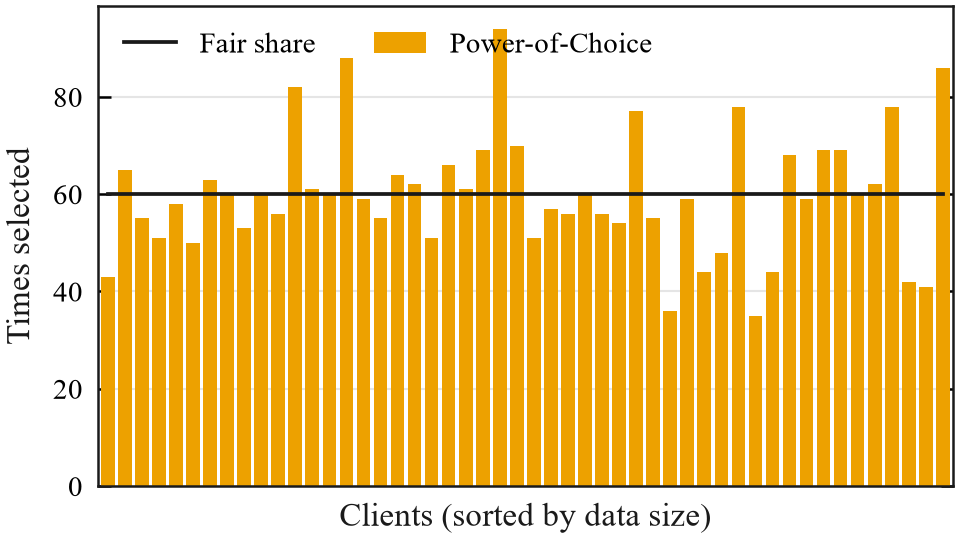 Fair share
Power-of-Choice
80
60
40
20
0
Times selected
Clients (sorted by data size)